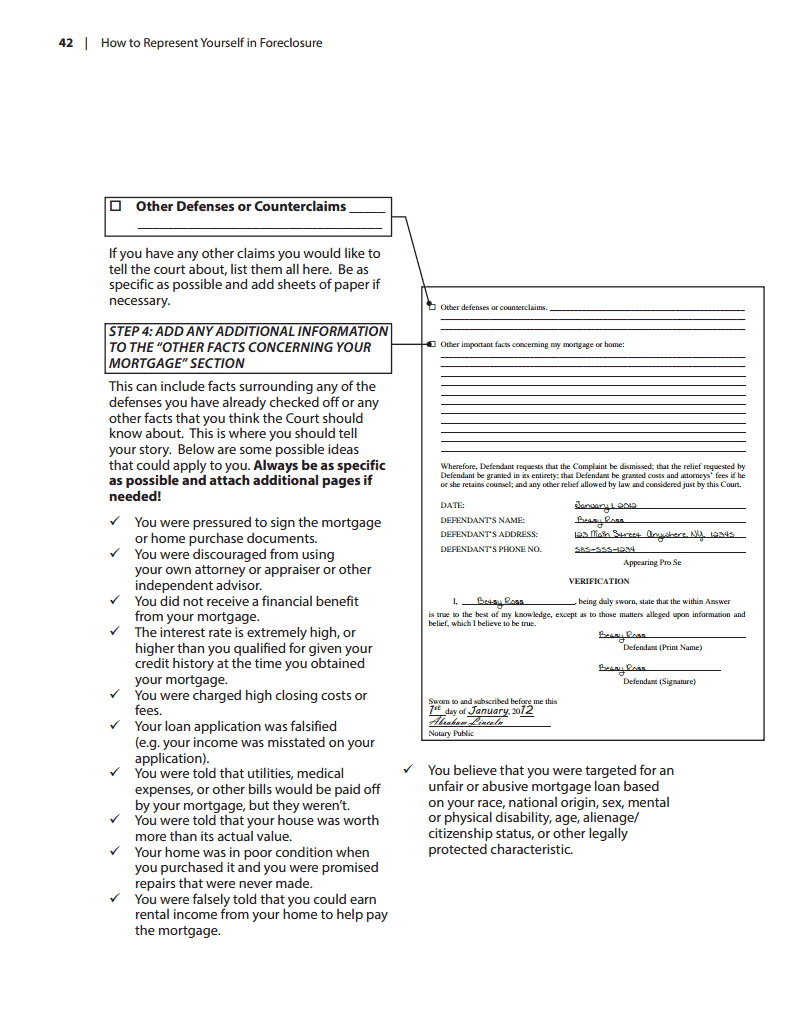 42 | How to Represent Yourself in Foreclosure
Other Defenses or Counterclaims _____
__________________________________
If you have any other claims you would like to
tell the court about, list them all here. Be as
specific as possible and add sheets of paper if
necessary.
STEP 4: ADD ANY ADDITIONAL INFORMATION
TO THE “OTHER FACTS CONCERNING YOUR
MORTGAGE” SECTION
This can include facts surrounding any of the
defenses you have already checked off or any
other facts that you think the Court should
know about. This is where you should tell
your story. Below are some possible ideas
that could apply to you. Always be as specific
as possible and attach additional pages if
needed!
✓ You were pressured to sign the mortgage
or home purchase documents.
✓ You were discouraged from using
your own attorney or appraiser or other
independent advisor.
✓ You did not receive a financial benefit
from your mortgage.
✓ The interest rate is extremely high, or
higher than you qualified for given your
credit history at the time you obtained
your mortgage.
✓ You were charged high closing costs or
fees.
✓ Your loan application was falsified
(e.g. your income was misstated on your
application).
✓ You were told that utilities, medical
expenses, or other bills would be paid off
by your mortgage, but they weren’t.
✓ You were told that your house was worth
more than its actual value.
✓ Your home was in poor condition when
you purchased it and you were promised
repairs that were never made.
✓ You were falsely told that you could earn
rental income from your home to help pay
the mortgage.
Other defenses or counterclaims.
Other important facts concerning my mortgage or home:
Wherefore, Defendant requests that the Complaint be dismissed; that the relief requested by
Defendant be granted in its entirety; that Defendant be granted costs and attorneys’ fees if he
or she retains counsel; and any other relief allowed by law and considered just by this Court.
DATE: January 1, 2012
DEFENDANT’S NAME: Betsy Ross
DEFENDANT’S ADDRESS: 123 Main Street Anywhere, NY 12345
DEFENDANT’S PHONE NO. 585-555-1234
Appearing Pro Se
VERIFICATION
I, Betsy Ross, being duly sworn, state that the within Answer
is true to the best of my knowledge, except as to those matters alleged upon information and
belief, which I believe to be true.
Betsy Ross
Defendant (Print Name)
Betsy Ross
Defendant (Signature)
Sworn to and subscribed before me this
1st day of January, 2012
Abraham Lincoln
Notary Public
✓ You believe that you were targeted for an
unfair or abusive mortgage loan based
on your race, national origin, sex, mental
or physical disability, age, alienage/
citizenship status, or other legally
protected characteristic.